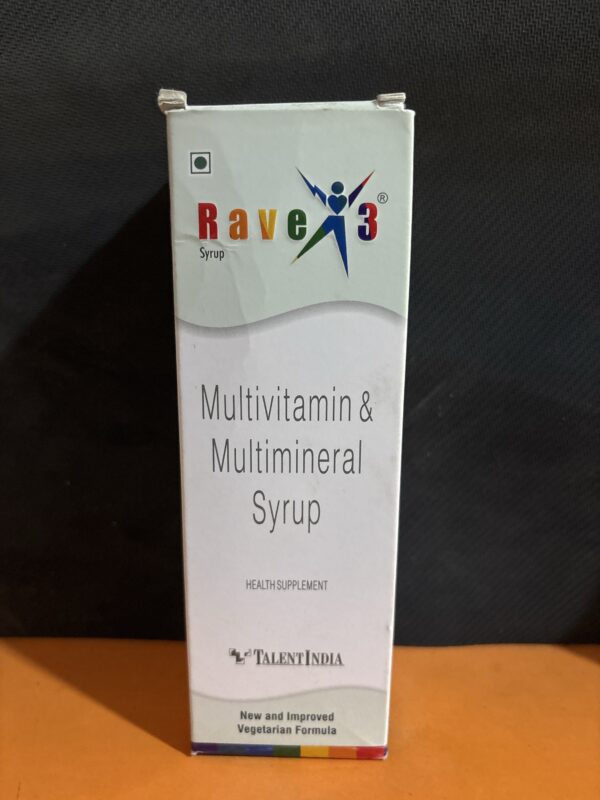 Rave 3®
Syrup
Multivitamin &
Multimineral
Syrup
HEALTH SUPPLEMENT
TALENTINDIA
New and Improved
Vegetarian Formula